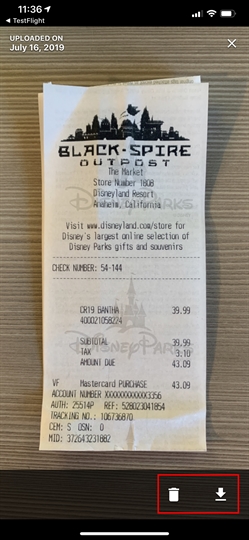 11:36
TestFlight
UPLOADED ON
July 16, 2019
BLACK·SPIRE
OUTPOST
The Market
Store Number 1808
Disneyland Resort
Anaheim, California
Visit www.disneyland.com/store for
Disney's largest online selection of
Disney Parks gifts and souvenirs
CHECK NUMBER: 54-144
CR19 BANTHA 39.99
400021058224
SUBTOTAL 39.99
TAX 3.10
AMOUNT DUE 43.09
VF Mastercard PURCHASE 43.09
ACCOUNT NUMBER XXXXXXXXXXXX3356
AUTH: 25514P REF: 528023041854
TRACKING NO.: 106736870
CEM: S DSN: 0
MID: 372643231882